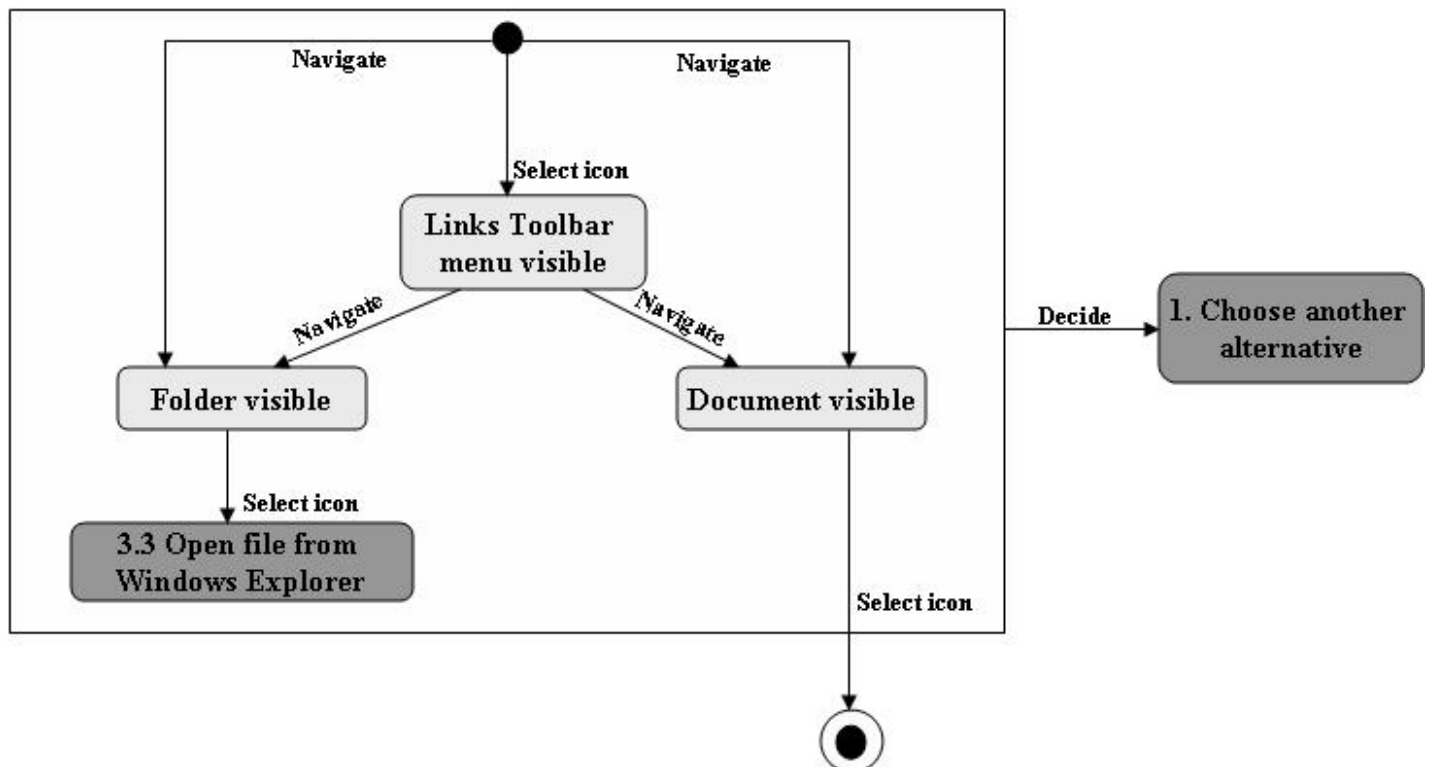 Navigate
Navigate
Select icon
Links Toolbar
menu visible
Navigate
Navigate
Decide
1. Choose another
alternative
Folder visible
Document visible
Select icon
3.3 Open file from
Windows Explorer
Select icon